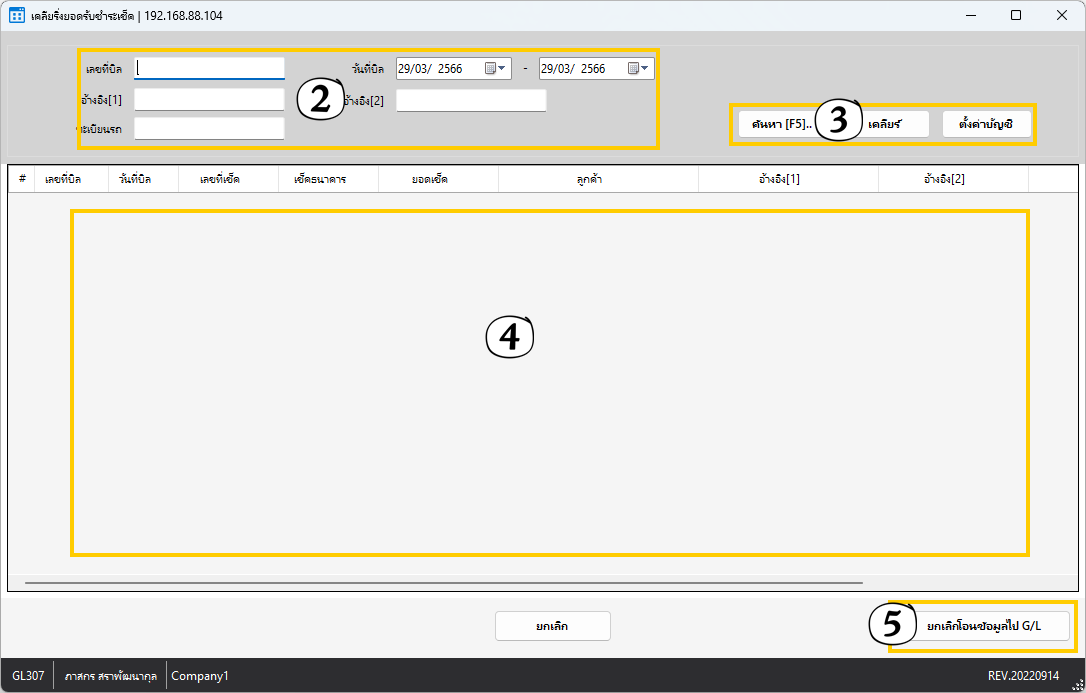 เคลียริ่งยอดรับชำระเช็ค | 192.168.88.104
เลขที่บิล วันที่บิล 29/03/ 2566 - 29/03/ 2566
อ้างอิง[1] 2 อ้างอิง[2]
ทะเบียนรถ
ค้นหา [F5].. 3 เคลียร์ ตั้งค่าบัญชี
# เลขที่บิล วันที่บิล เลขที่เช็ค เช็คธนาคาร ยอดเช็ค ลูกค้า อ้างอิง[1] อ้างอิง[2]
4
ยกเลิก 5 ยกเลิกโอนข้อมูลไป G/L
GL307 ภาสกร สราพัฒนากุล Company1 REV.20220914